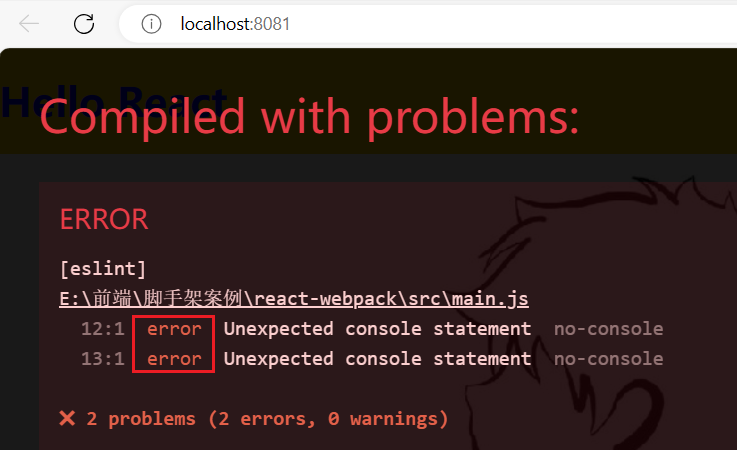 localhost:8081
Hello React
Compiled with problems:
ERROR
[eslint]
E:\前端\脚手架案例\react-webpack\src\main.js
12:1 error Unexpected console statement no-console
13:1 error Unexpected console statement no-console
❌ 2 problems (2 errors, 0 warnings)